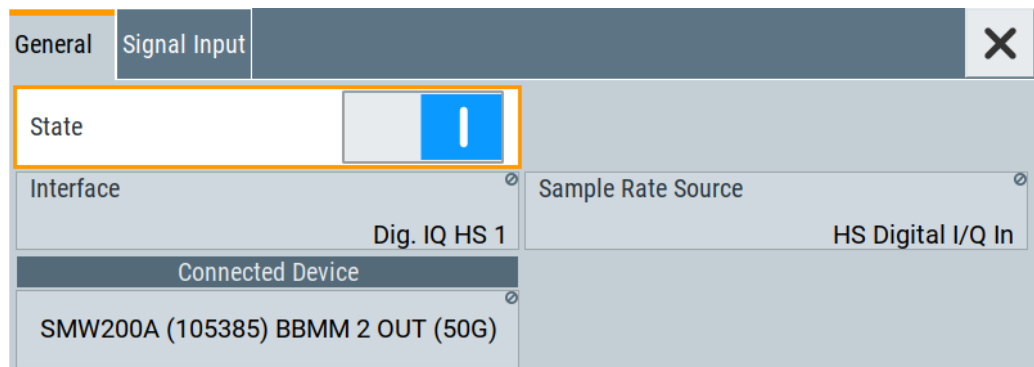 General
Signal Input
State
Interface
Dig. IQ HS 1
Sample Rate Source
HS Digital I/Q In
Connected Device
SMW200A (105385) BBMM 2 OUT (50G)